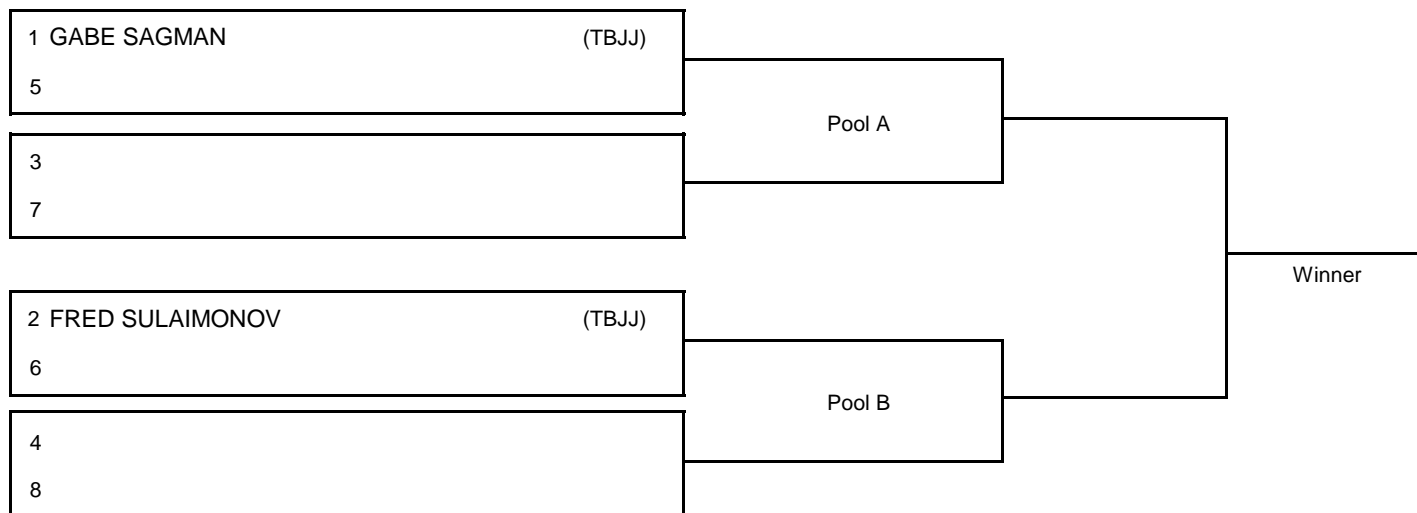 1 GABE SAGMAN (TBJJ)
5
Pool A
3
7
Winner
2 FRED SULAIMONOV (TBJJ)
6
Pool B
4
8